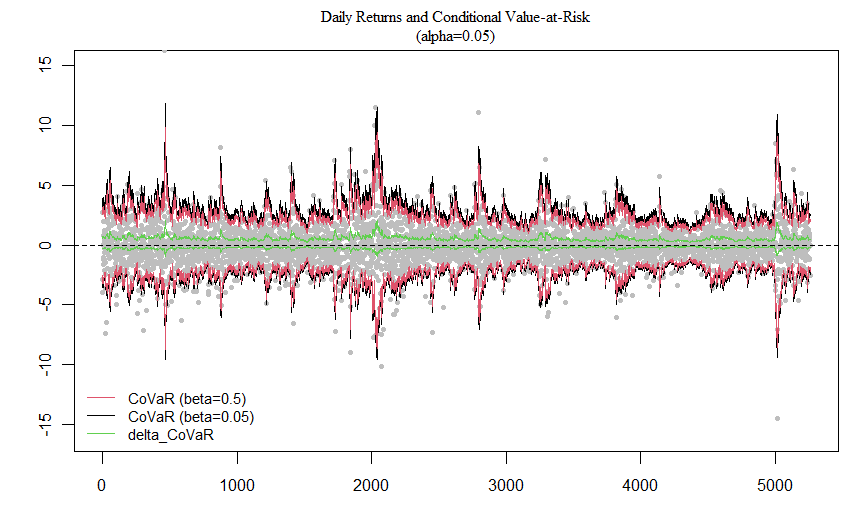 Daily Returns and Conditional Value-at-Risk
(alpha=0.05)
15
10
5
0
-5
-10
-15
CoVaR (beta=0.5)
CoVaR (beta=0.05)
delta_CoVaR
0 1000 2000 3000 4000 5000